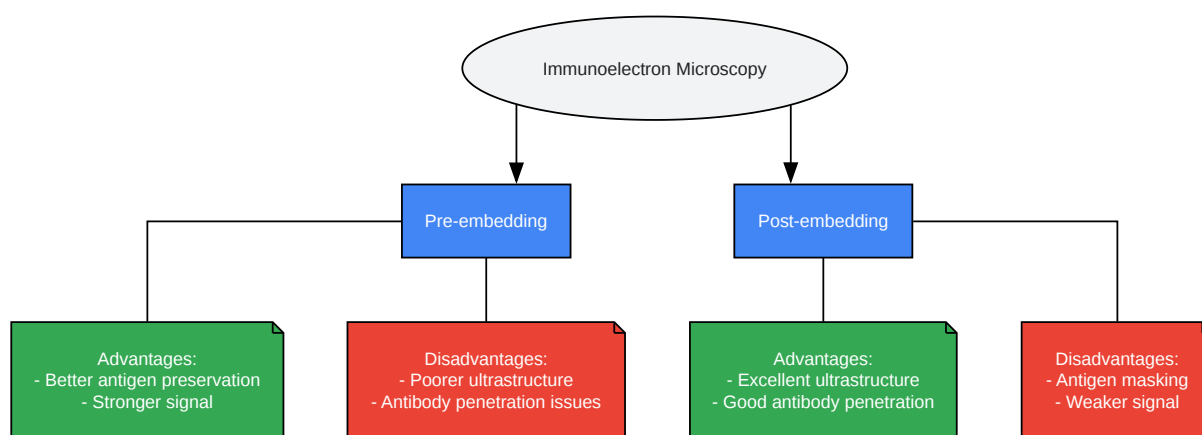 Immunoelectron Microscopy
Pre-embedding
Post-embedding
Advantages:
- Better antigen preservation
- Stronger signal
Disadvantages:
- Poorer ultrastructure
- Antibody penetration issues
Advantages:
- Excellent ultrastructure
- Good antibody penetration
Disadvantages:
- Antigen masking
- Weaker signal